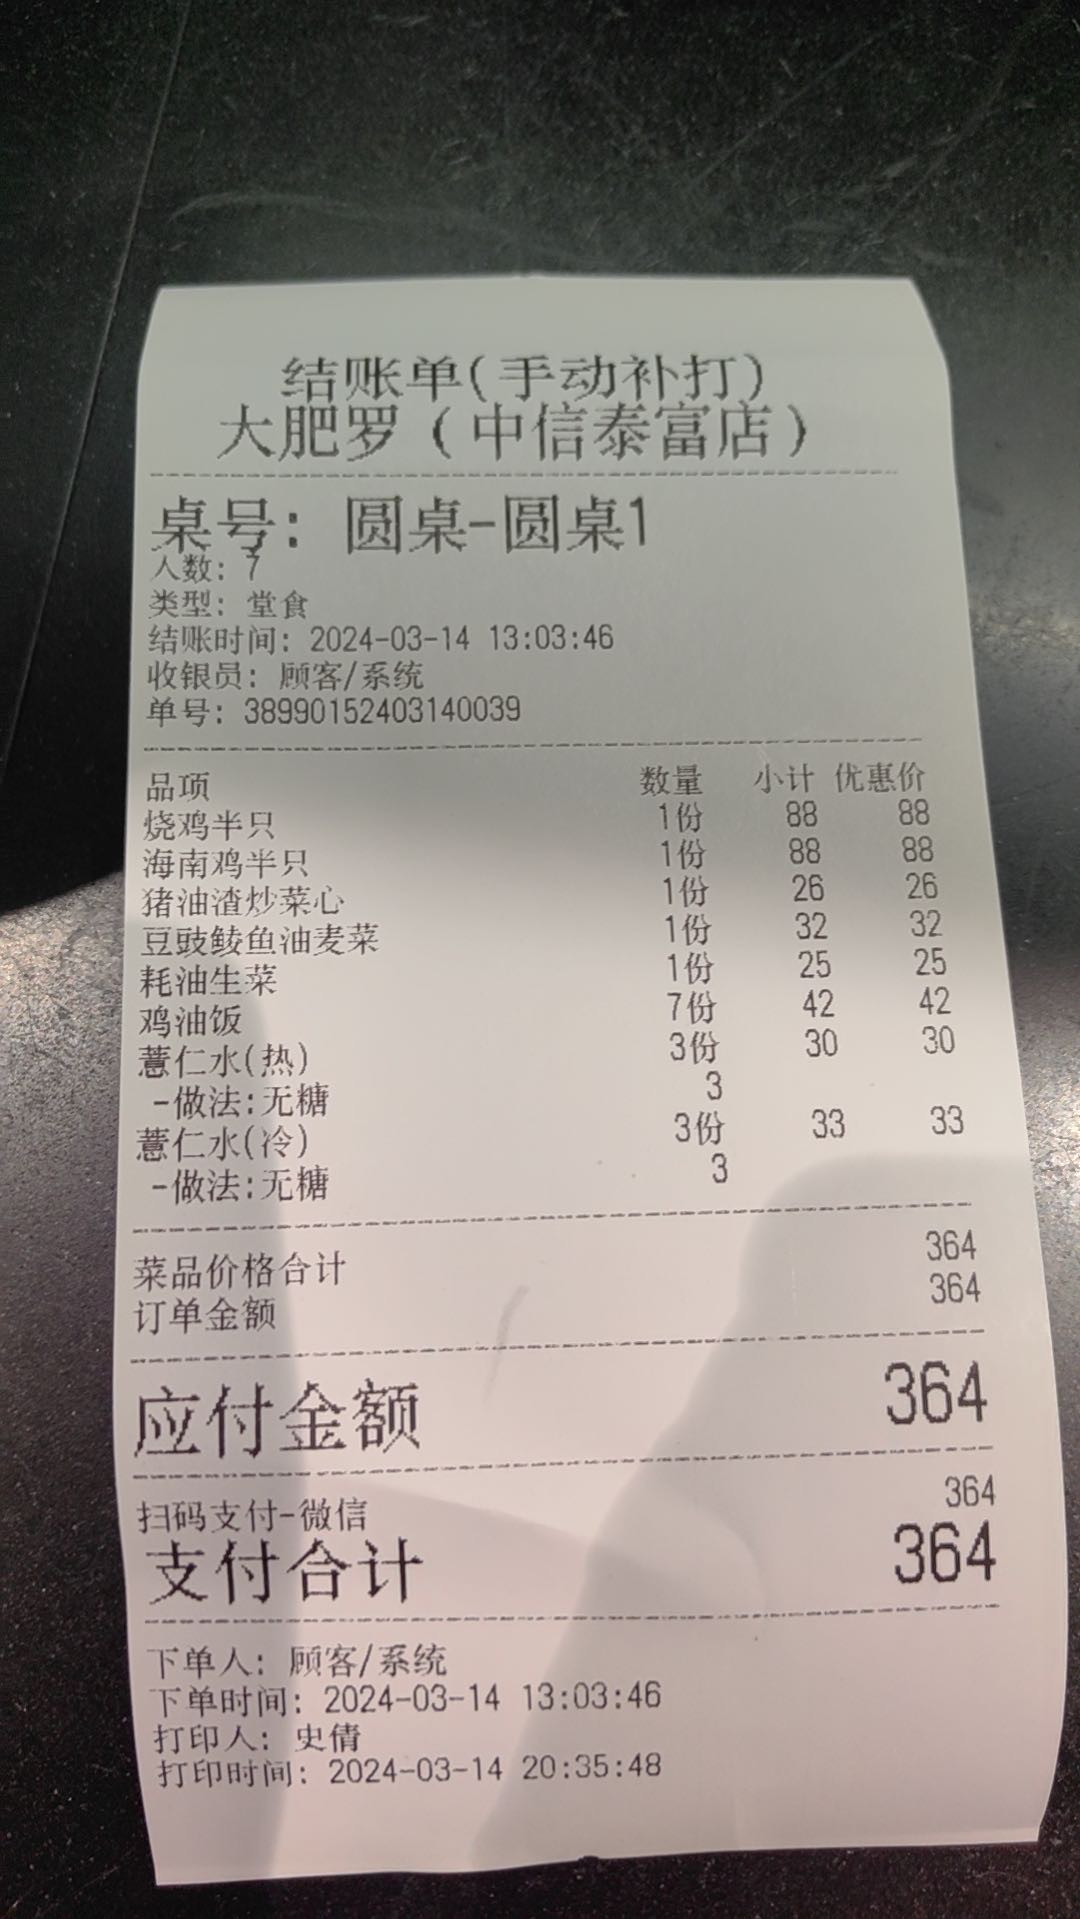 结账单(手动补打)
大肥罗（中信泰富店）
桌号: 圆桌-圆桌1
人数: 7
类型: 堂食
结账时间: 2024-03-14 13:03:46
收银员: 顾客/系统
单号: 38990152403140039
品项 数量 小计 优惠价
烧鸡半只 1份 88 88
海南鸡半只 1份 88 88
猪油渣炒菜心 1份 26 26
豆豉鲮鱼油麦菜 1份 32 32
耗油生菜 1份 25 25
鸡油饭 7份 42 42
薏仁水(热) 3份 30 30
-做法:无糖 3
薏仁水(冷) 3份 33 33
-做法:无糖 3
菜品价格合计 364
订单金额 364
应付金额 364
扫码支付-微信 364
支付合计 364
下单人: 顾客/系统
下单时间: 2024-03-14 13:03:46
打印人: 史倩
打印时间: 2024-03-14 20:35:48